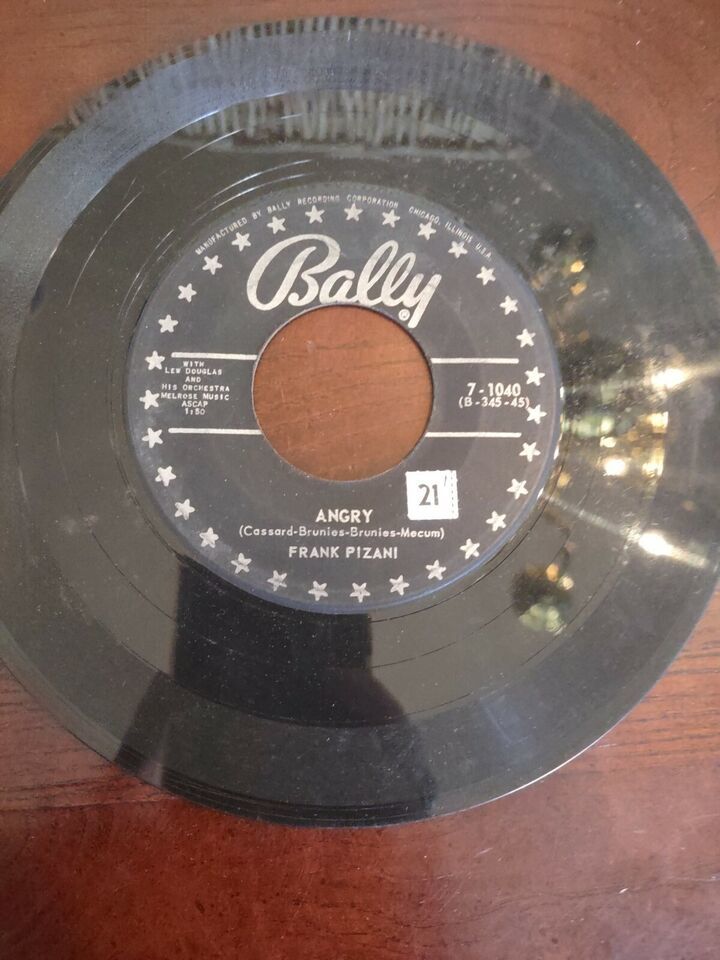 MANUFACTURED BY BALLY RECORDING CORPORATION CHICAGO, ILLINOIS U.S.A.
Bally®
WITH
LEW DOUGLAS
AND
HIS ORCHESTRA
MELROSE MUSIC
ASCAP
1:50
7-1040
(B-345-45)
21
ANGRY
(Cassard-Brunies-Brunies-Mecum)
FRANK PIZANI